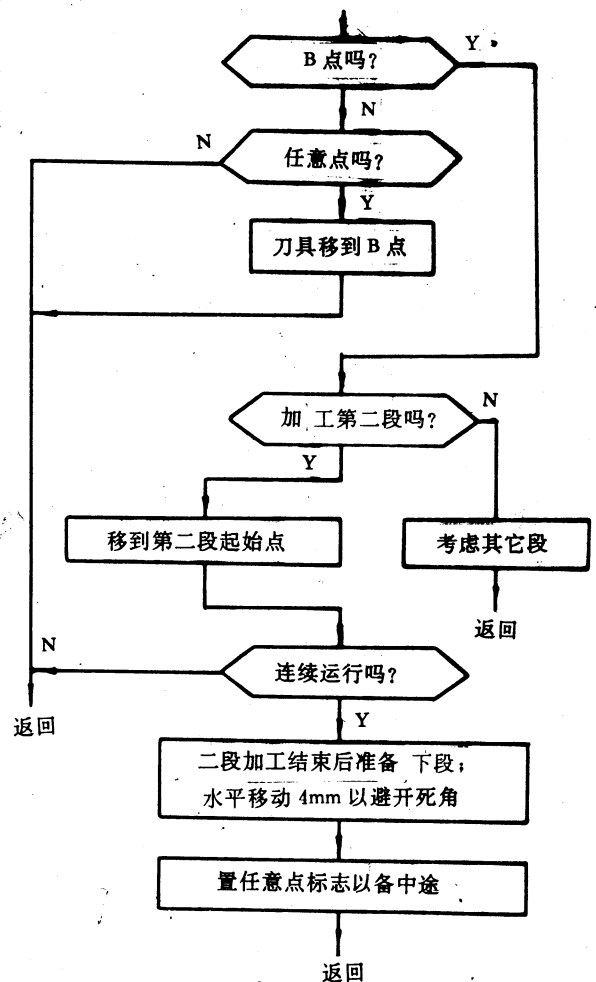 B 点吗?
Y
N
N
任意点吗?
Y
刀具移到 B 点
加工第二段吗?
N
Y
移到第二段起始点
考虑其它段
返回
N
连续运行吗?
返回
Y
二段加工结束后准备 下段;
水平移动 4mm 以避开死角
置任意点标志以备中途
返回